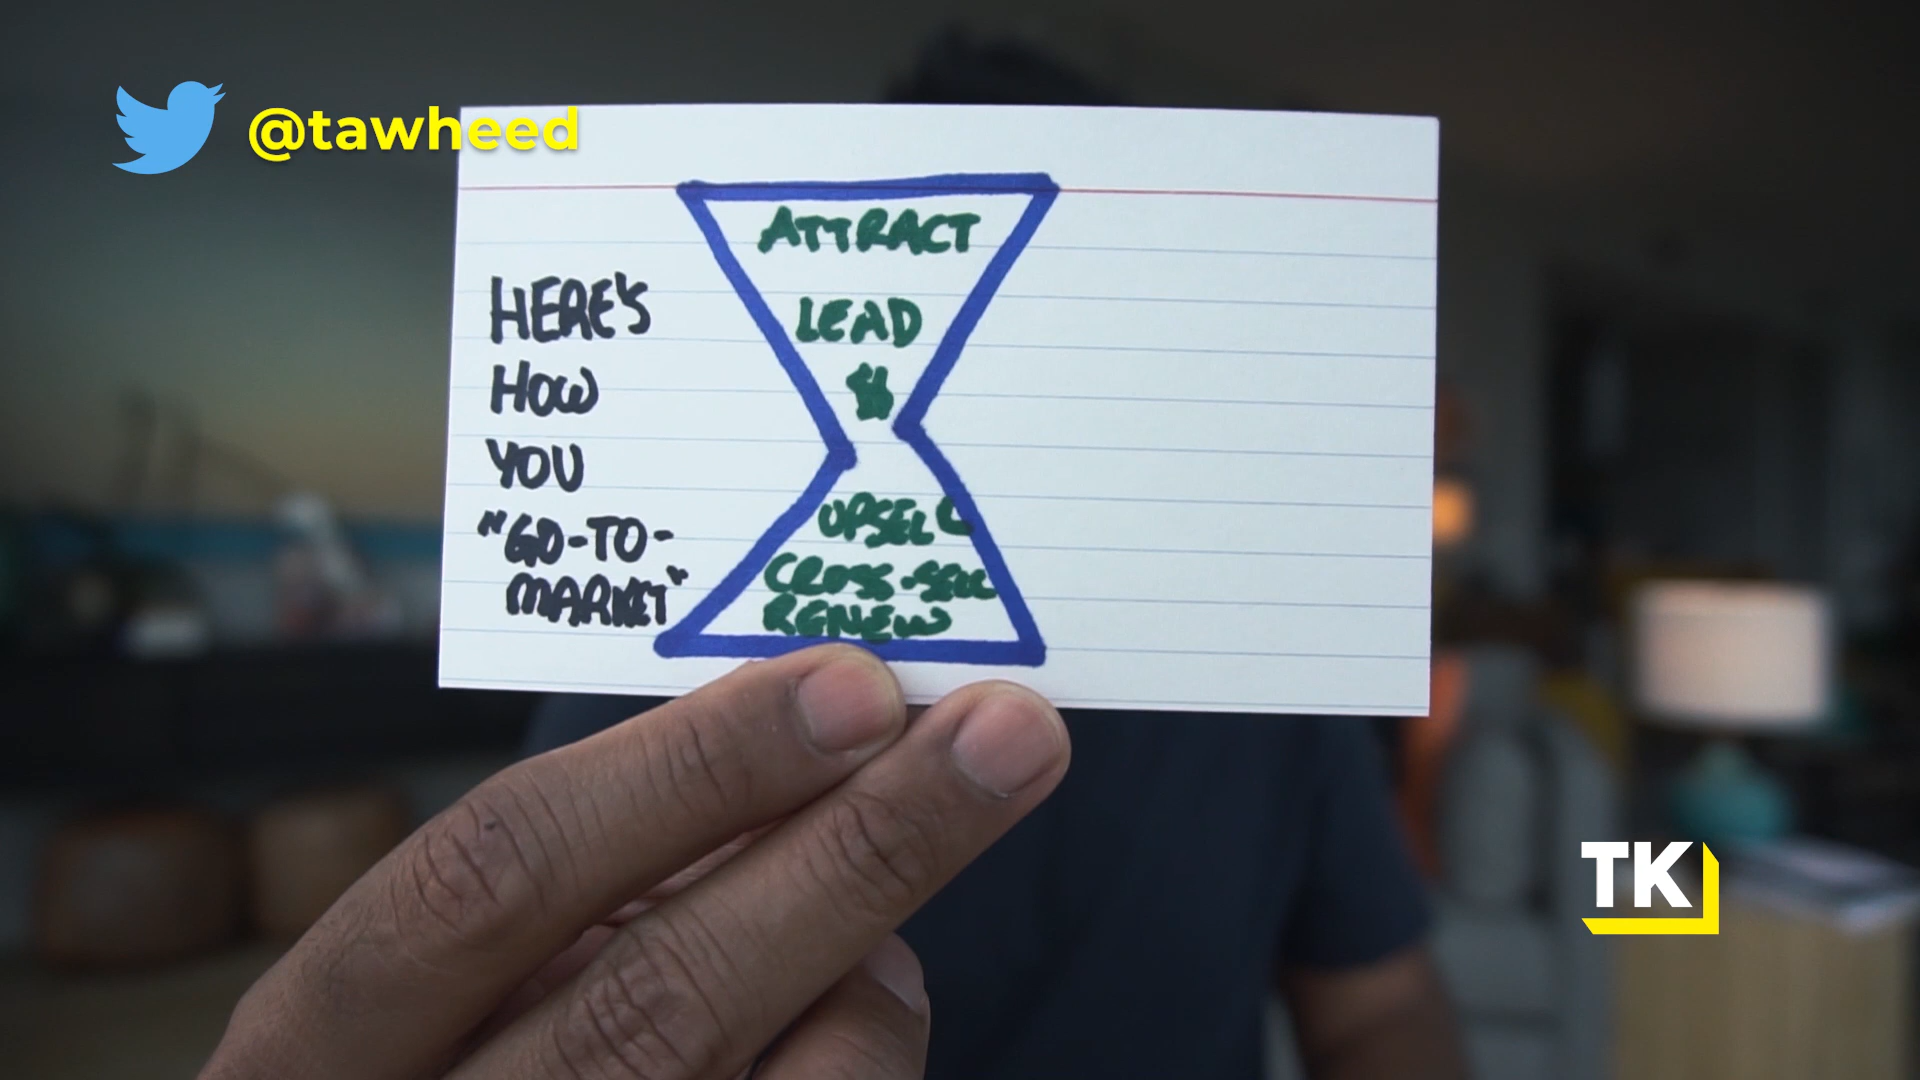 @tawheed
HERE'S
HOW
YOU
"GO-TO-
MARKET"
ATTRACT
LEAD
$
UPSELL
CROSS-SELL
RENEW
TK